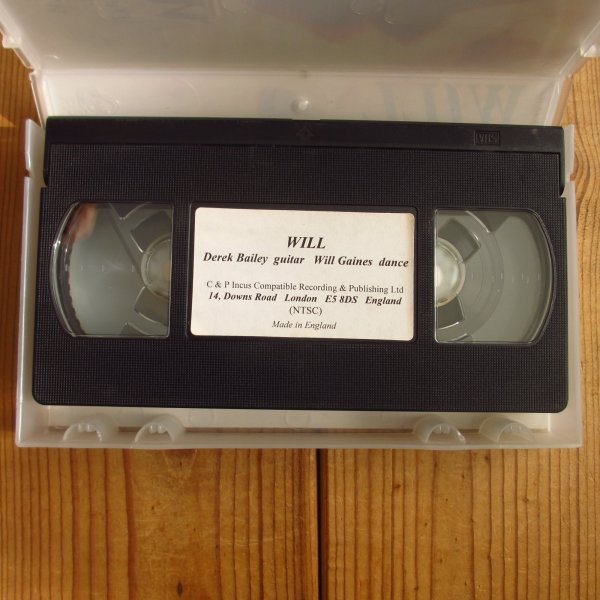 VHS
WILL
Derek Bailey guitar Will Gaines dance
C & P Incus Compatible Recording & Publishing Ltd
14, Downs Road London E5 8DS England
(NTSC)
Made in England